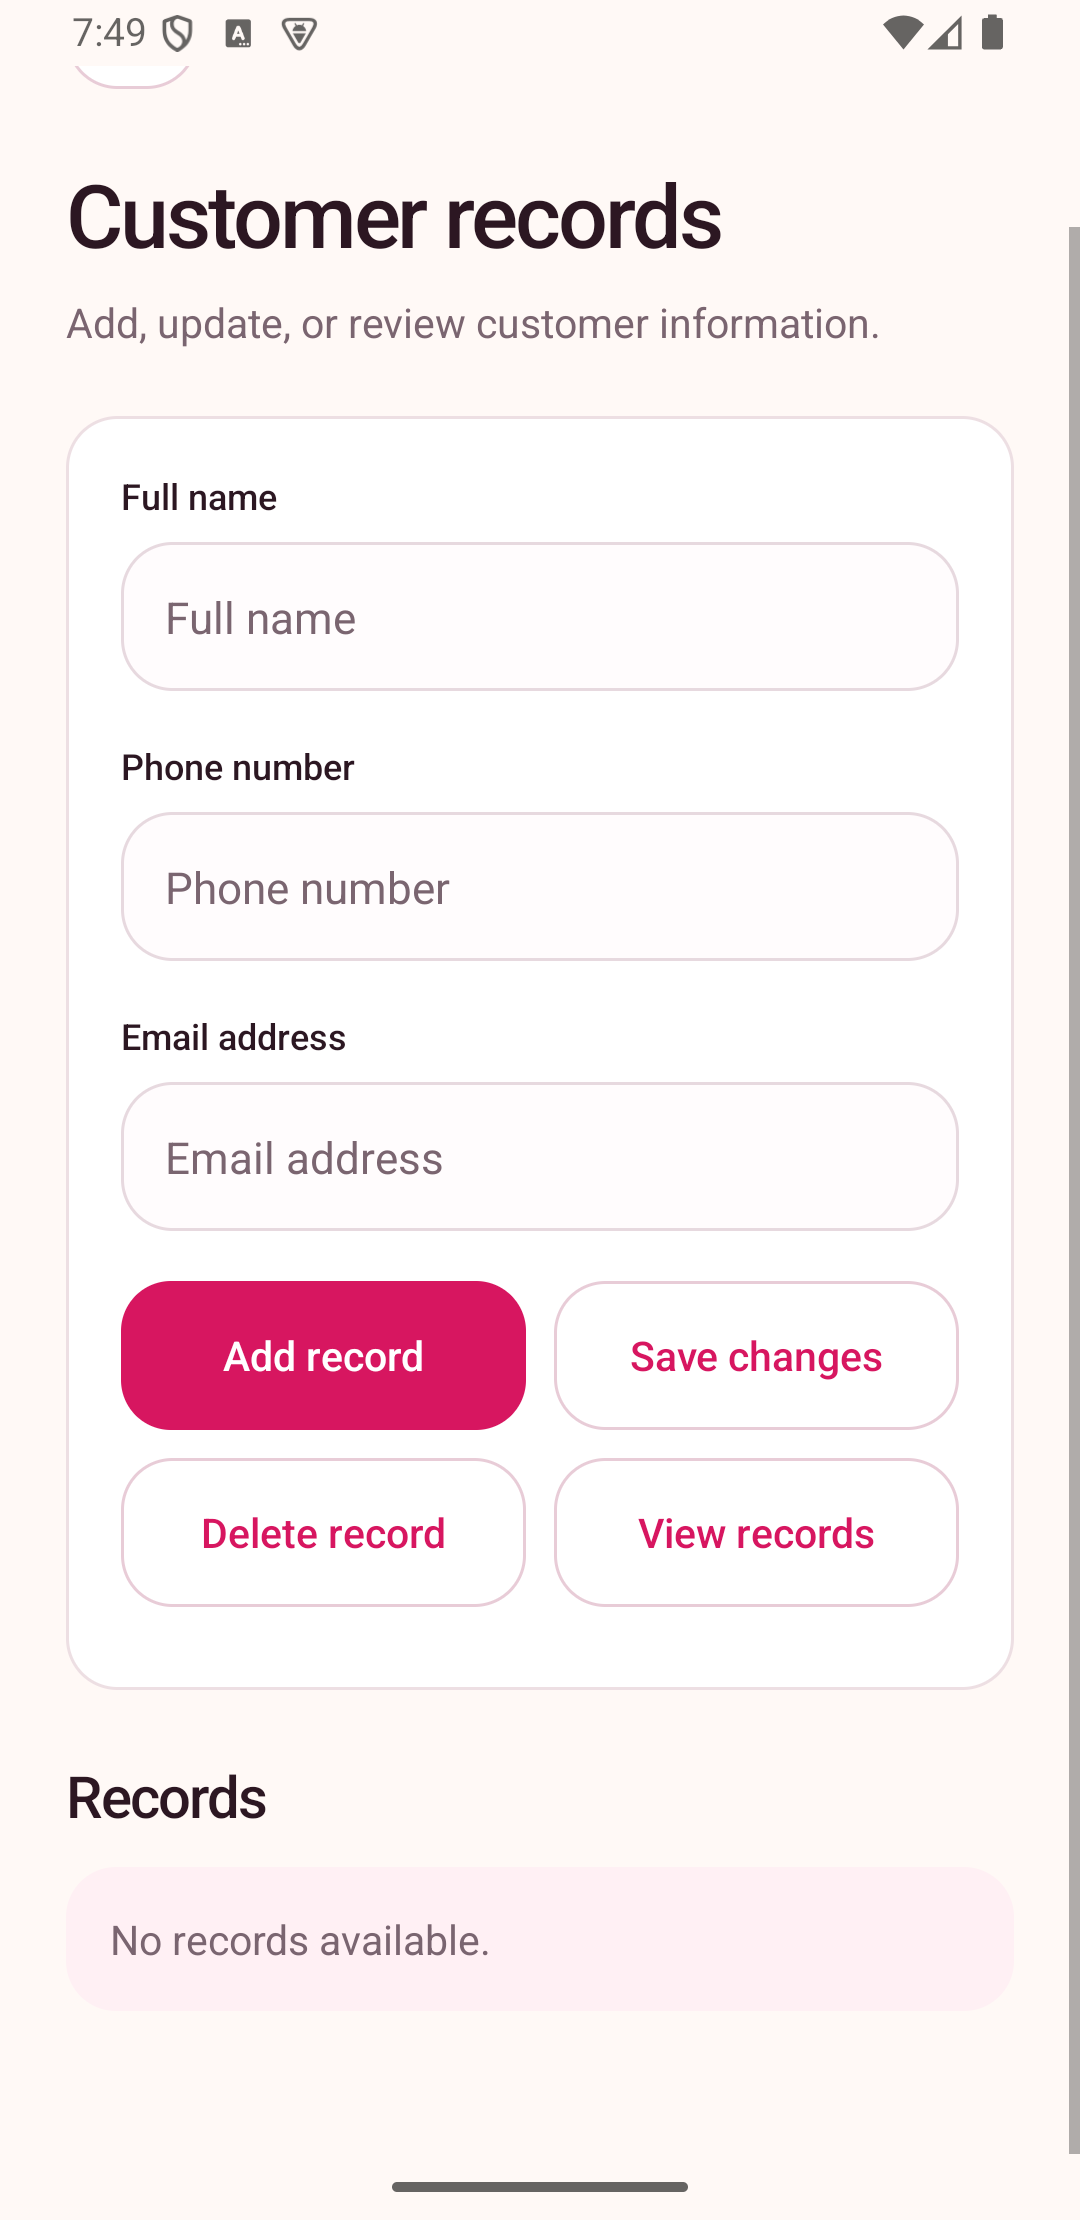 7:49
Customer records
Add, update, or review customer information.
Full name
Full name
Phone number
Phone number
Email address
Email address
Add record
Save changes
Delete record
View records
Records
No records available.